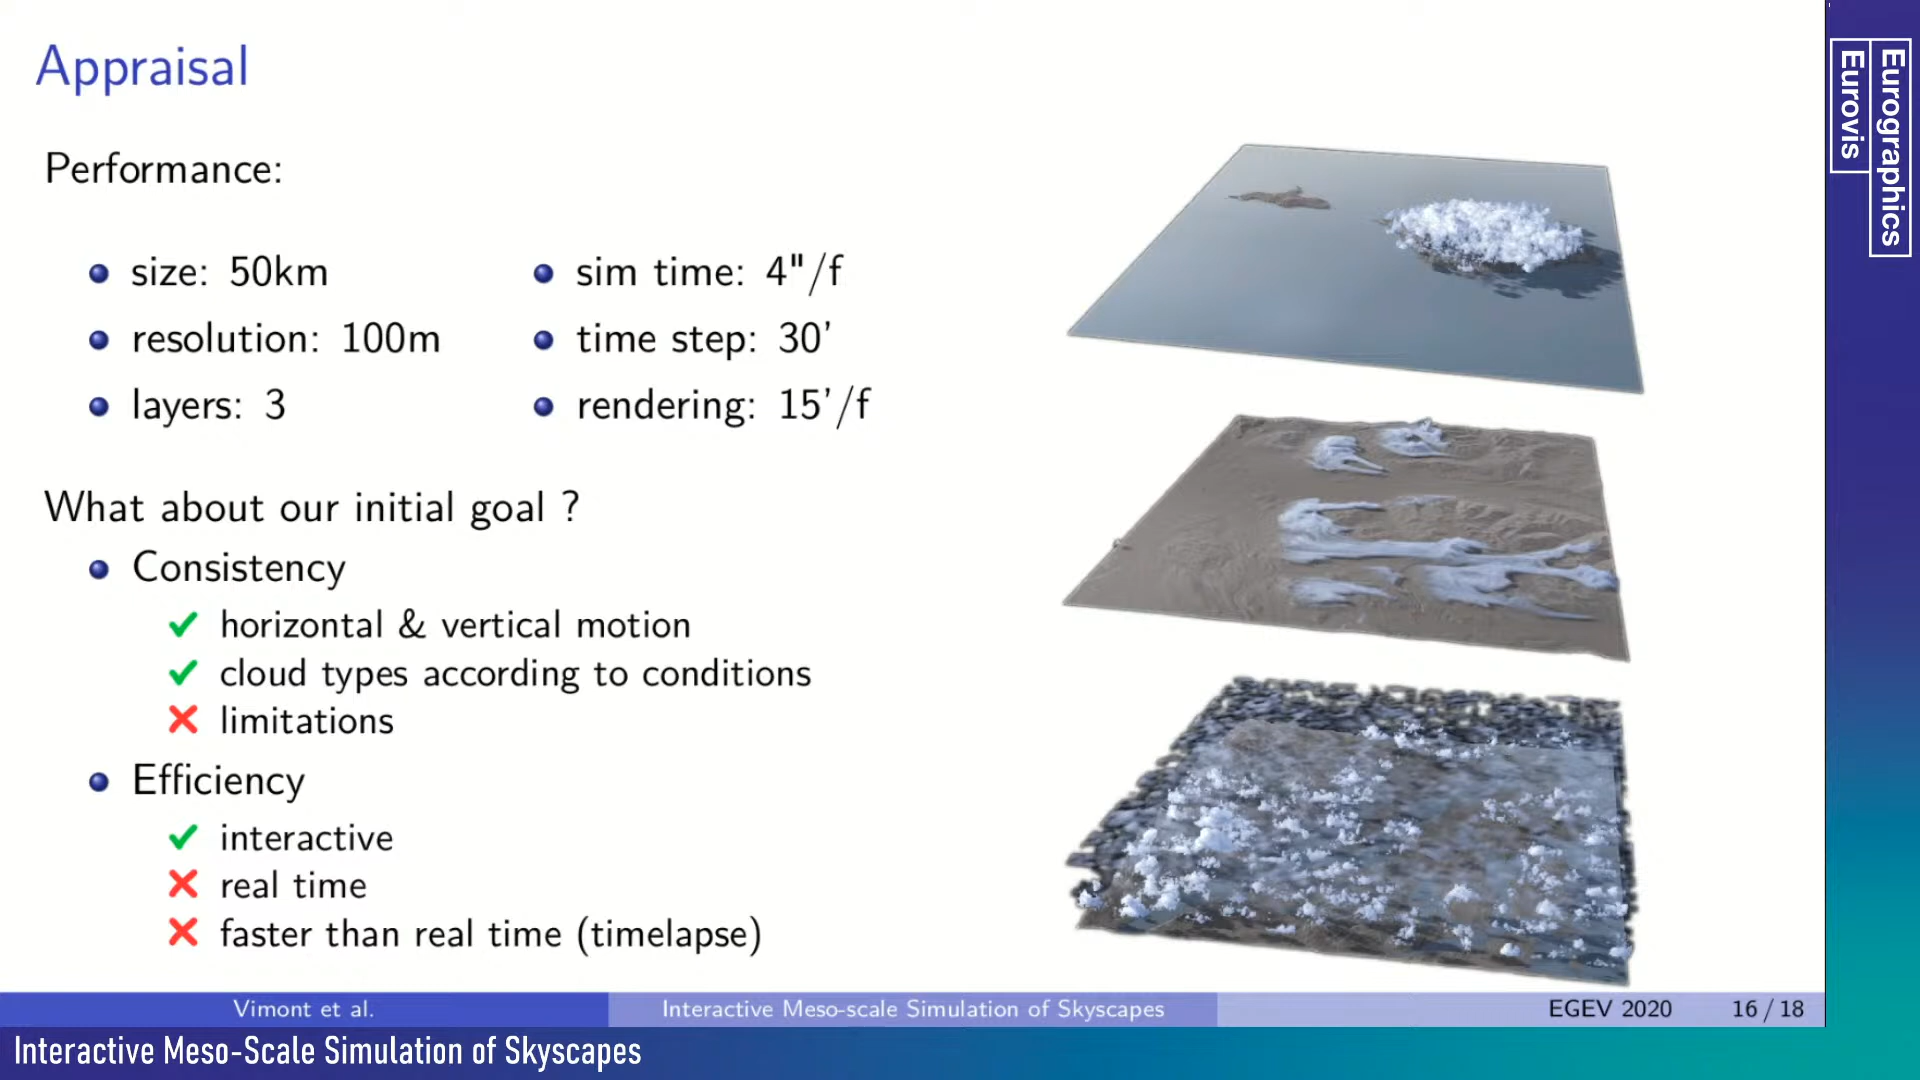 Appraisal
Performance:
size: 50km
resolution: 100m
layers: 3
sim time: 4"/f
time step: 30'
rendering: 15'/f
What about our initial goal ?
Consistency
✔ horizontal & vertical motion
✔ cloud types according to conditions
✘ limitations
Efficiency
✔ interactive
✘ real time
✘ faster than real time (timelapse)
Vimont et al.
Interactive Meso-scale Simulation of Skyscapes
EGEV 2020
16 / 18
Interactive Meso-Scale Simulation of Skyscapes
Eurographics
Eurovis